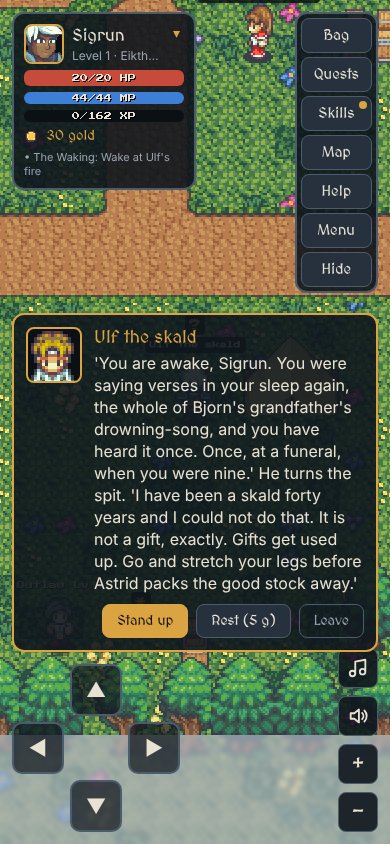 Sigrun
Level 1 · Eikth...
20/20 HP
44/44 MP
0/162 XP
30 gold
• The Waking: Wake at Ulf's
fire
Bag
Quests
Skills
Map
Help
Menu
Hide
Ulf the skald
'You are awake, Sigrun. You were
saying verses in your sleep again,
the whole of Bjorn's grandfather's
drowning-song, and you have
heard it once. Once, at a funeral,
when you were nine.' He turns the
spit. 'I have been a skald forty
years and I could not do that. It is
not a gift, exactly. Gifts get used
up. Go and stretch your legs before
Astrid packs the good stock away.'
Stand up
Rest (5 g)
Leave
+
−